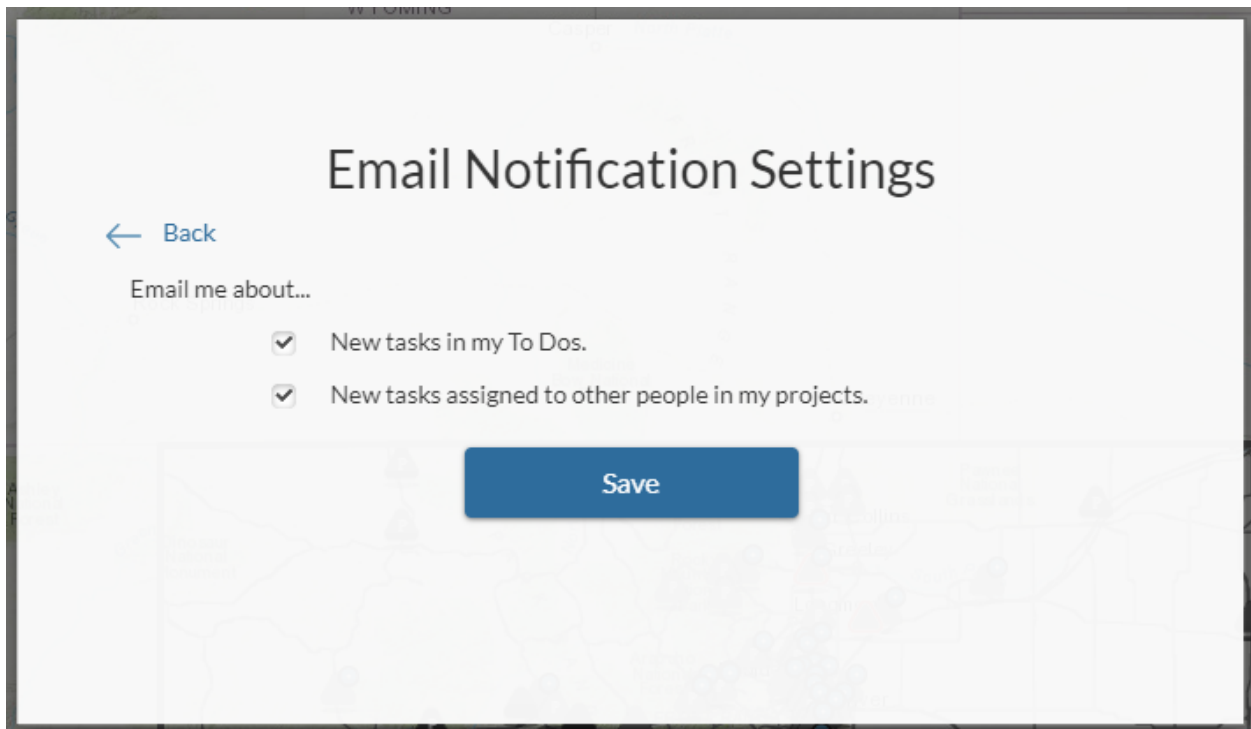 WYOMING
Email Notification Settings
Back
Email me about...
New tasks in my To Dos.
New tasks assigned to other people in my projects.
Save